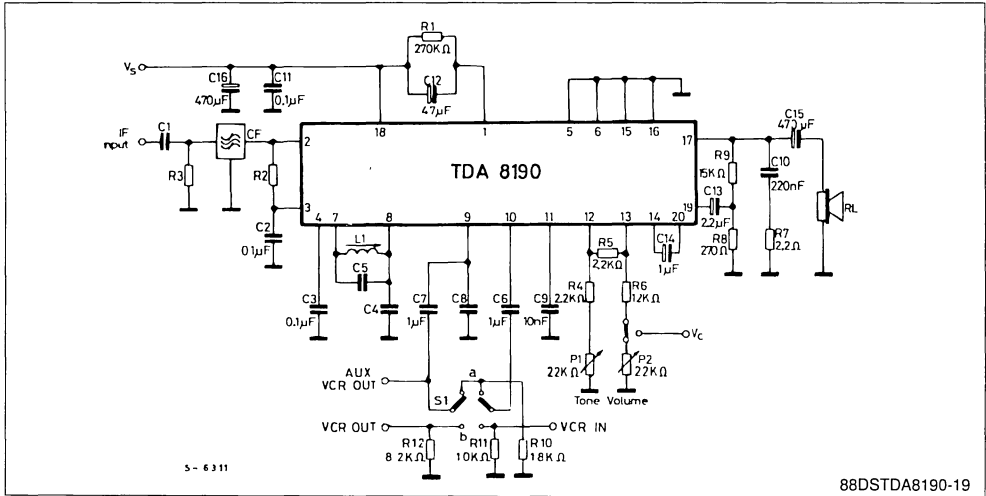 R1
270KΩ
Vs
C16
470µF
C11
0.1µF
C12
47µF
18
1
5
6
15
16
C15
470µF
IF
input
C1
CF
2
TDA 8190
17
R9
15KΩ
C10
220nF
R3
R2
3
19
C13
2.2µF
RL
C2
0.1µF
4
7
8
9
10
11
12
13
14
20
R8
270Ω
R7
2,2Ω
L1
C5
R5
2.2KΩ
C14
1µF
C3
0.1µF
C4
C7
1µF
C8
C6
1µF
C9
10nF
R4
2.2KΩ
R6
12KΩ
Vc
P1
22KΩ
P2
22KΩ
Tone
Volume
AUX
VCR OUT
S1
a
VCR OUT
b
VCR IN
R12
8 2KΩ
R11
10KΩ
R10
18KΩ
S-6311
88DSTDA8190-19